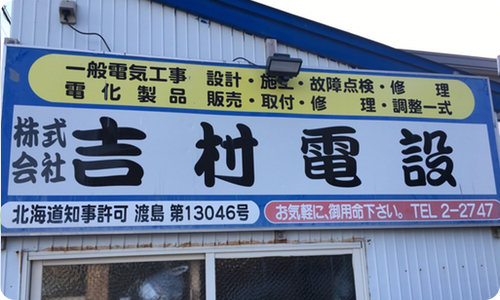 一般電気工事 設計・施工・故障点検・修理
電化製品 販売・取付・修理・調整一式
株式会社 吉村電設
北海道知事許可 渡島 第13046号 お気軽に、御用命下さい。 TEL 2-2747